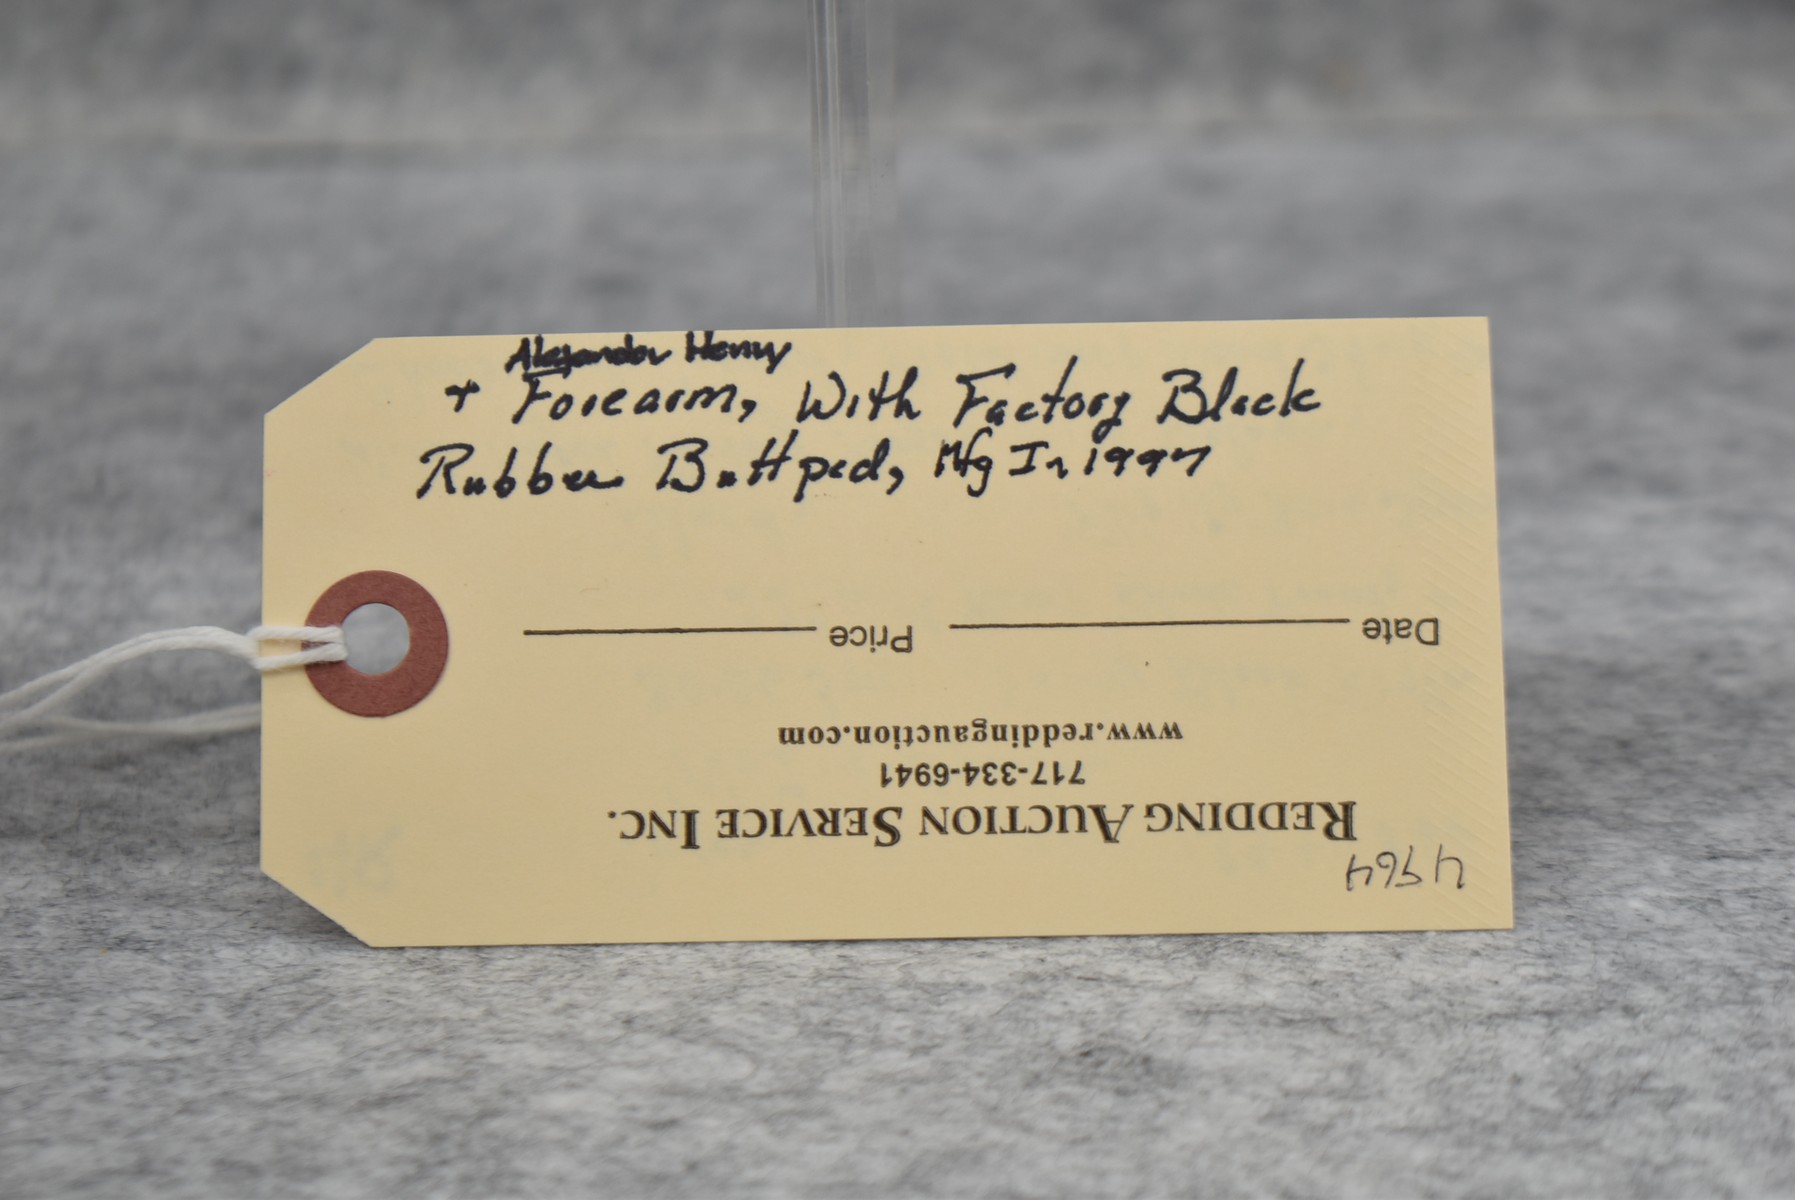 Alexander Henry
+ Forearm, With Factory Black
Rubber Buttpad, Mfg In 1997
Date Price
www.reddingauction.com
717-334-6941
REDDING AUCTION SERVICE INC.
4964